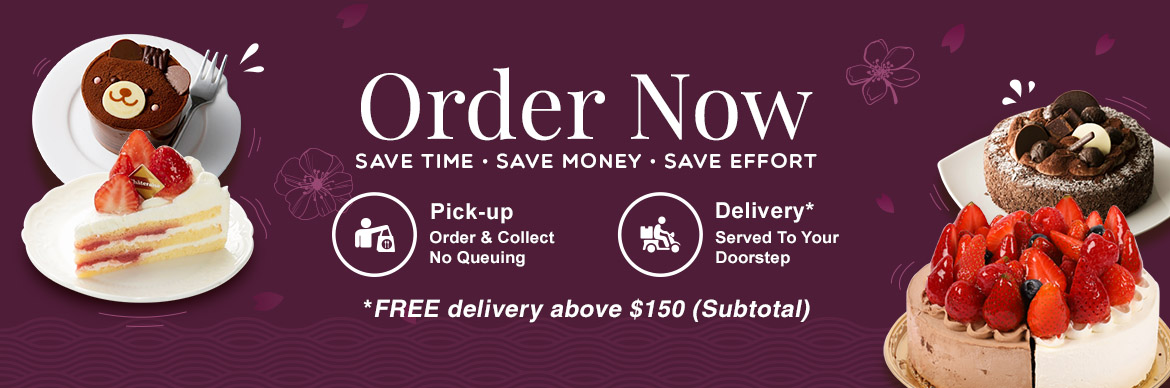 Order Now
SAVE TIME • SAVE MONEY • SAVE EFFORT
Pick-up
Order & Collect
No Queuing
Delivery*
Served To Your
Doorstep
*FREE delivery above $150 (Subtotal)